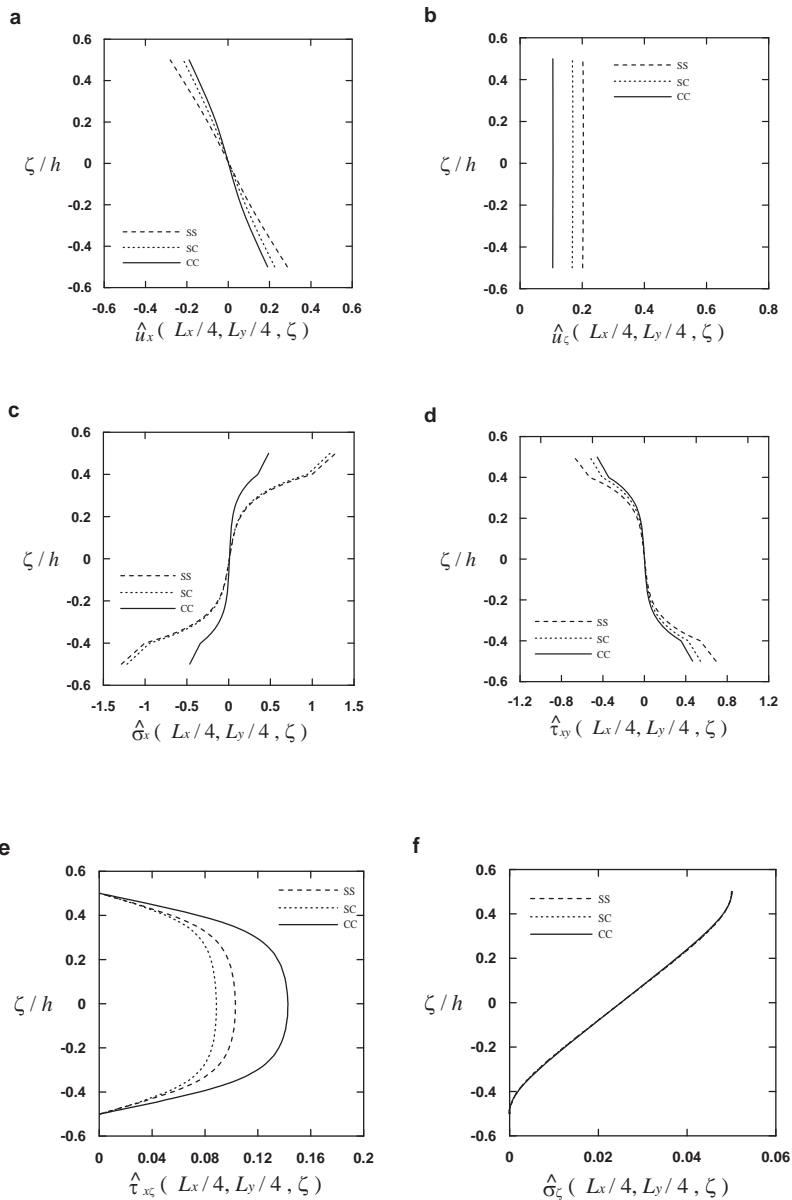 a
0.6
0.4
0.2
0
-0.2
-0.4
-0.6
ζ / h
SS
SC
CC
-0.6 -0.4 -0.2 0 0.2 0.4 0.6
û_x ( L_x / 4, L_y / 4 , ζ )
b
0.6
0.4
0.2
0
-0.2
-0.4
-0.6
ζ / h
SS
SC
CC
0 0.2 0.4 0.6 0.8
û_ζ ( L_x / 4, L_y / 4 , ζ )
c
0.6
0.4
0.2
0
-0.2
-0.4
-0.6
ζ / h
SS
SC
CC
-1.5 -1 -0.5 0 0.5 1 1.5
σ̂_x ( L_x / 4, L_y / 4 , ζ )
d
0.6
0.4
0.2
0
-0.2
-0.4
-0.6
ζ / h
SS
SC
CC
-1.2 -0.8 -0.4 0 0.4 0.8 1.2
τ̂_xy ( L_x / 4, L_y / 4 , ζ )
e
0.6
0.4
0.2
0
-0.2
-0.4
-0.6
ζ / h
SS
SC
CC
0 0.04 0.08 0.12 0.16 0.2
τ̂_xζ ( L_x / 4, L_y / 4 , ζ )
f
0.6
0.4
0.2
0
-0.2
-0.4
-0.6
ζ / h
SS
SC
CC
0 0.02 0.04 0.06
σ̂_ζ ( L_x / 4, L_y / 4 , ζ )